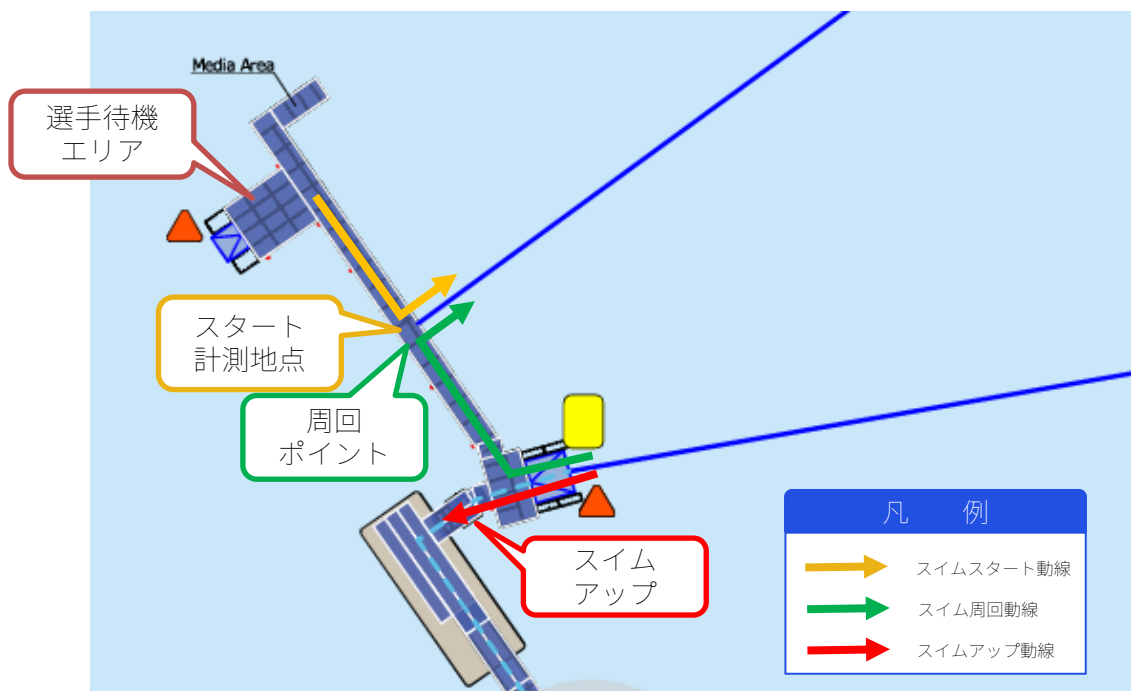 Media Area
選手待機
エリア
スタート
計測地点
周回
ポイント
スイム
アップ
凡 例
スイムスタート動線
スイム周回動線
スイムアップ動線